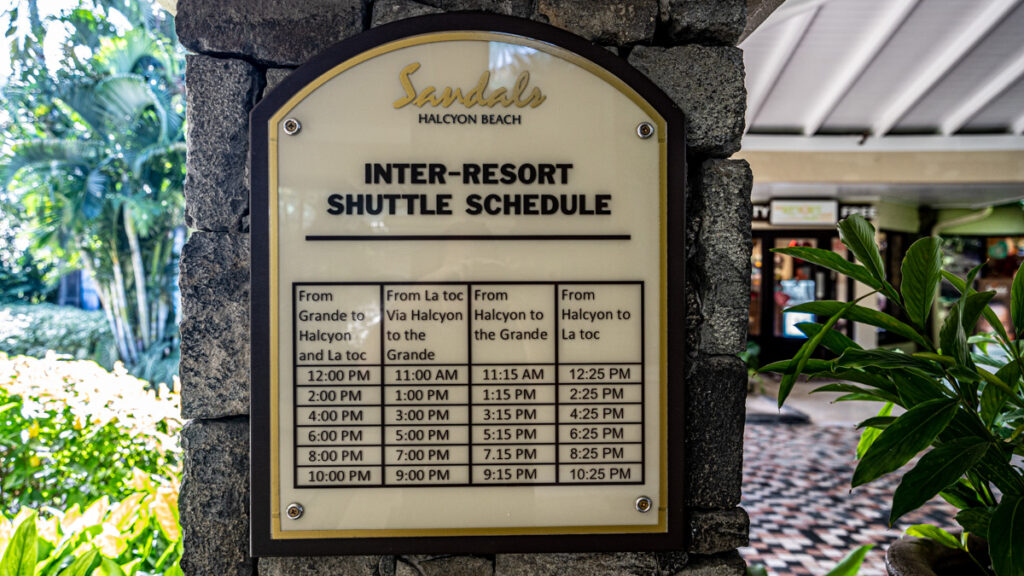 Sandals
HALCYON BEACH
INTER-RESORT
SHUTTLE SCHEDULE
From Grande to Halcyon and La toc | From La toc Via Halcyon to the Grande | From Halcyon to the Grande | From Halcyon to La toc
12:00 PM | 11:00 AM | 11:15 AM | 12:25 PM
2:00 PM | 1:00 PM | 1:15 PM | 2:25 PM
4:00 PM | 3:00 PM | 3:15 PM | 4:25 PM
6:00 PM | 5:00 PM | 5:15 PM | 6:25 PM
8:00 PM | 7:00 PM | 7.15 PM | 8:25 PM
10:00 PM | 9:00 PM | 9:15 PM | 10:25 PM